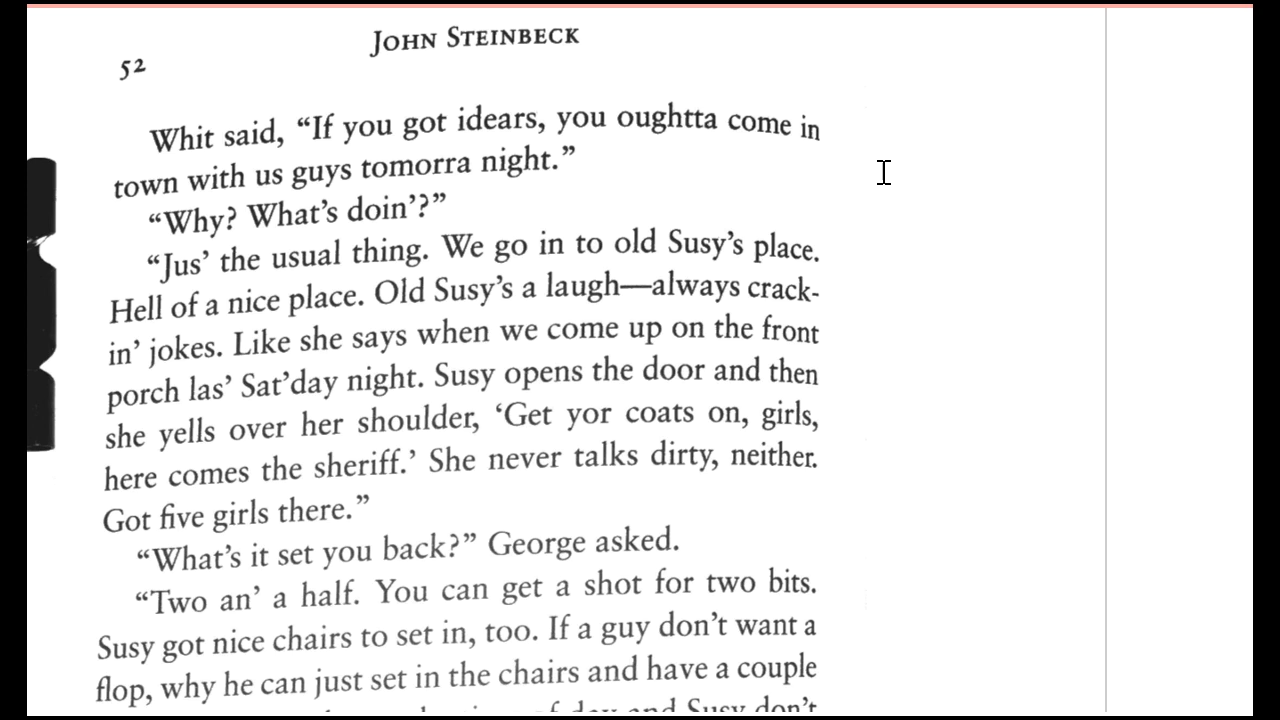 JOHN STEINBECK
52
Whit said, “If you got idears, you oughtta come in
town with us guys tomorra night.”
“Why? What’s doin’?”
“Jus’ the usual thing. We go in to old Susy’s place.
Hell of a nice place. Old Susy’s a laugh—always crack-
in’ jokes. Like she says when we come up on the front
porch las’ Sat’day night. Susy opens the door and then
she yells over her shoulder, ‘Get yor coats on, girls,
here comes the sheriff.’ She never talks dirty, neither.
Got five girls there.”
“What’s it set you back?” George asked.
“Two an’ a half. You can get a shot for two bits.
Susy got nice chairs to set in, too. If a guy don’t want a
flop, why he can just set in the chairs and have a couple
of day and Susy don’t